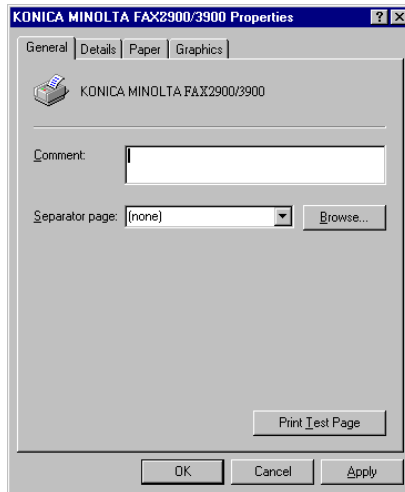 KONICA MINOLTA FAX2900/3900 Properties
General Details Paper Graphics
KONICA MINOLTA FAX2900/3900
Comment:
Separator page: (none) Browse...
Print Test Page
OK Cancel Apply